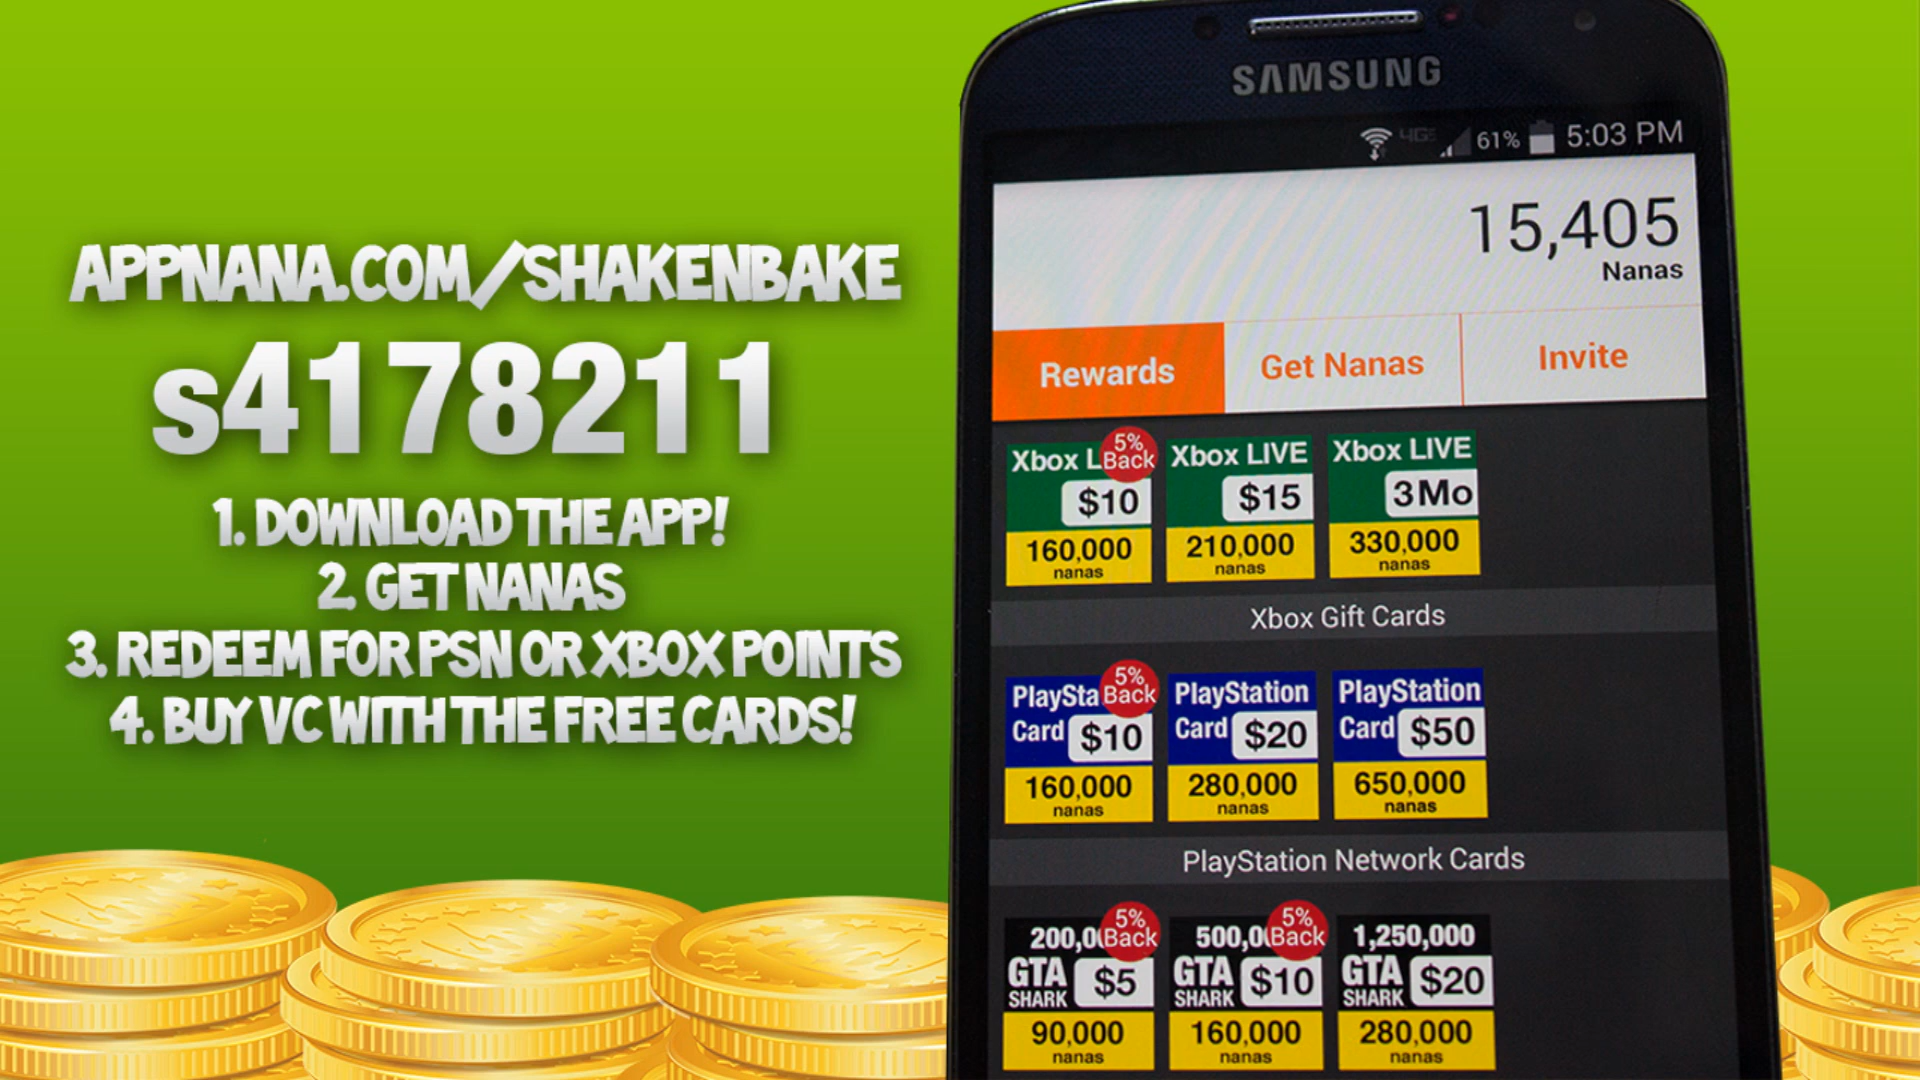 APPNANA.COM/SHAKENBAKE
s4178211
1. DOWNLOAD THE APP!
2. GET NANAS
3. REDEEM FOR PSN OR XBOX POINTS
4. BUY VC WITH THE FREE CARDS!
SAMSUNG
4G 61% 5:03 PM
15,405
Nanas
Rewards Get Nanas Invite
Xbox L 5% Back Xbox LIVE Xbox LIVE
$10 $15 3 Mo
160,000 210,000 330,000
nanas nanas nanas
Xbox Gift Cards
PlaySta 5% Back PlayStation PlayStation
Card $10 Card $20 Card $50
160,000 280,000 650,000
nanas nanas nanas
PlayStation Network Cards
200,0 5% Back 500,0 5% Back 1,250,000
GTA $5 GTA $10 GTA $20
SHARK SHARK SHARK
90,000 160,000 280,000
nanas nanas nanas